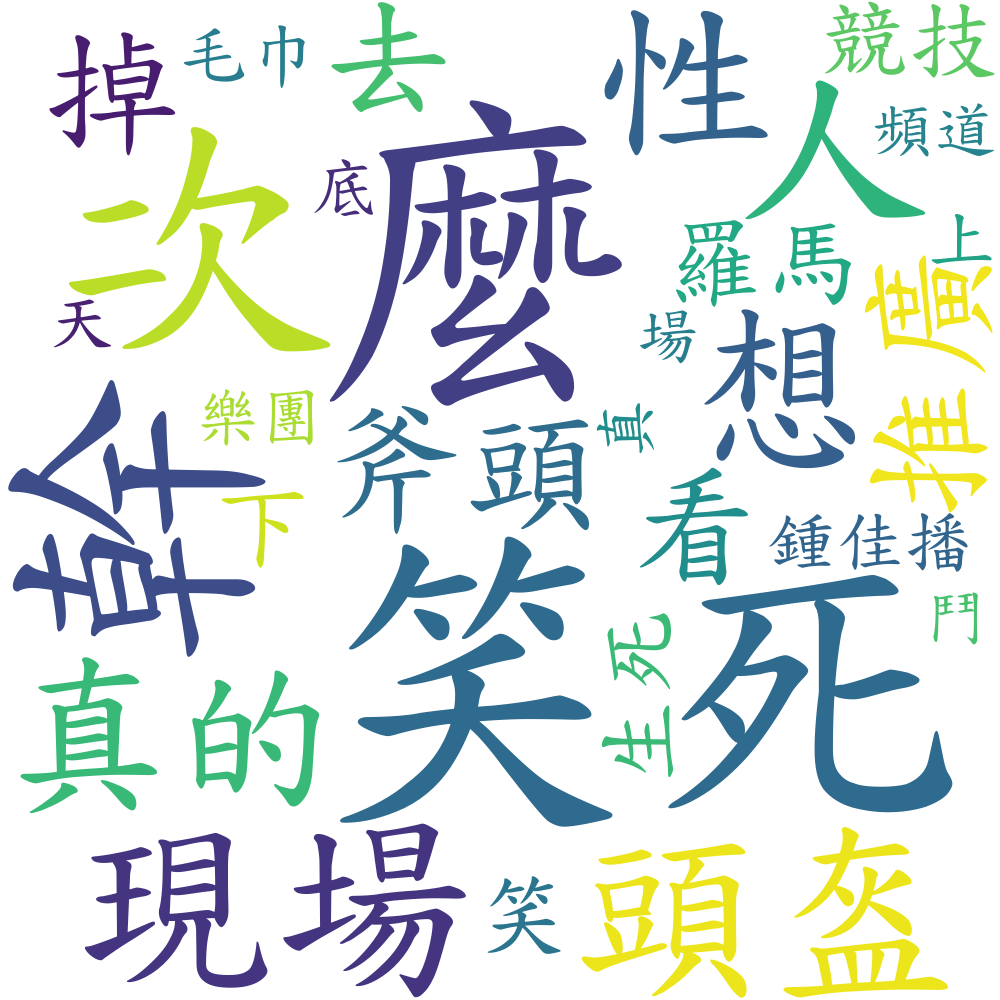 掉
毛巾
去
性
競技
人
頻道
次
麼
底
羅馬
上
天
場
想
推廣
幹
樂團
斧頭
真
下
看
鍾佳播
笑死
生死
鬥
真的
現場
笑
頭盔